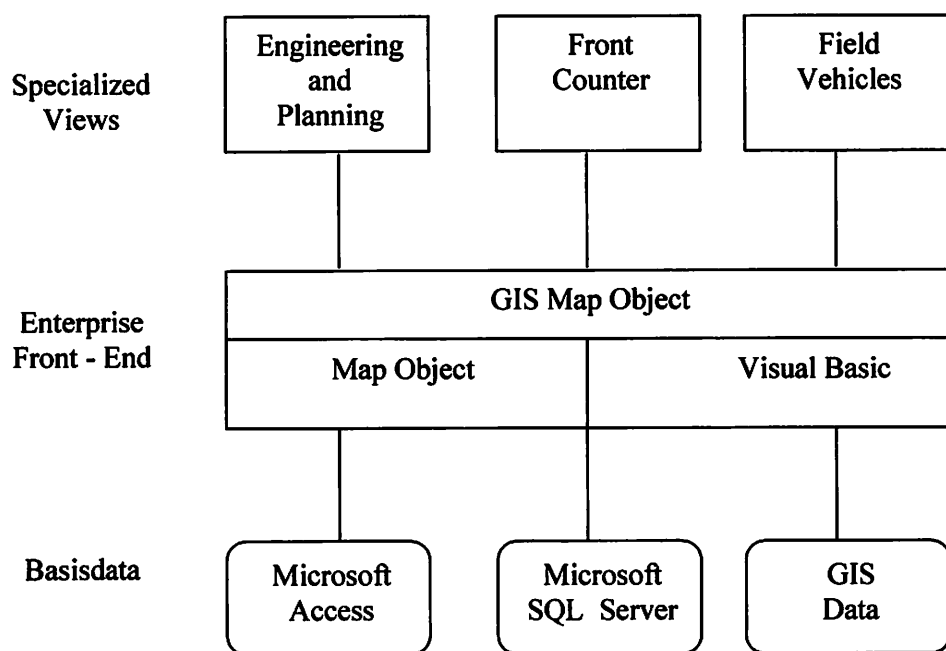 Specialized
Views
Engineering
and
Planning
Front
Counter
Field
Vehicles
Enterprise
Front - End
GIS Map Object
Map Object
Visual Basic
Basisdata
Microsoft
Access
Microsoft
SQL Server
GIS
Data